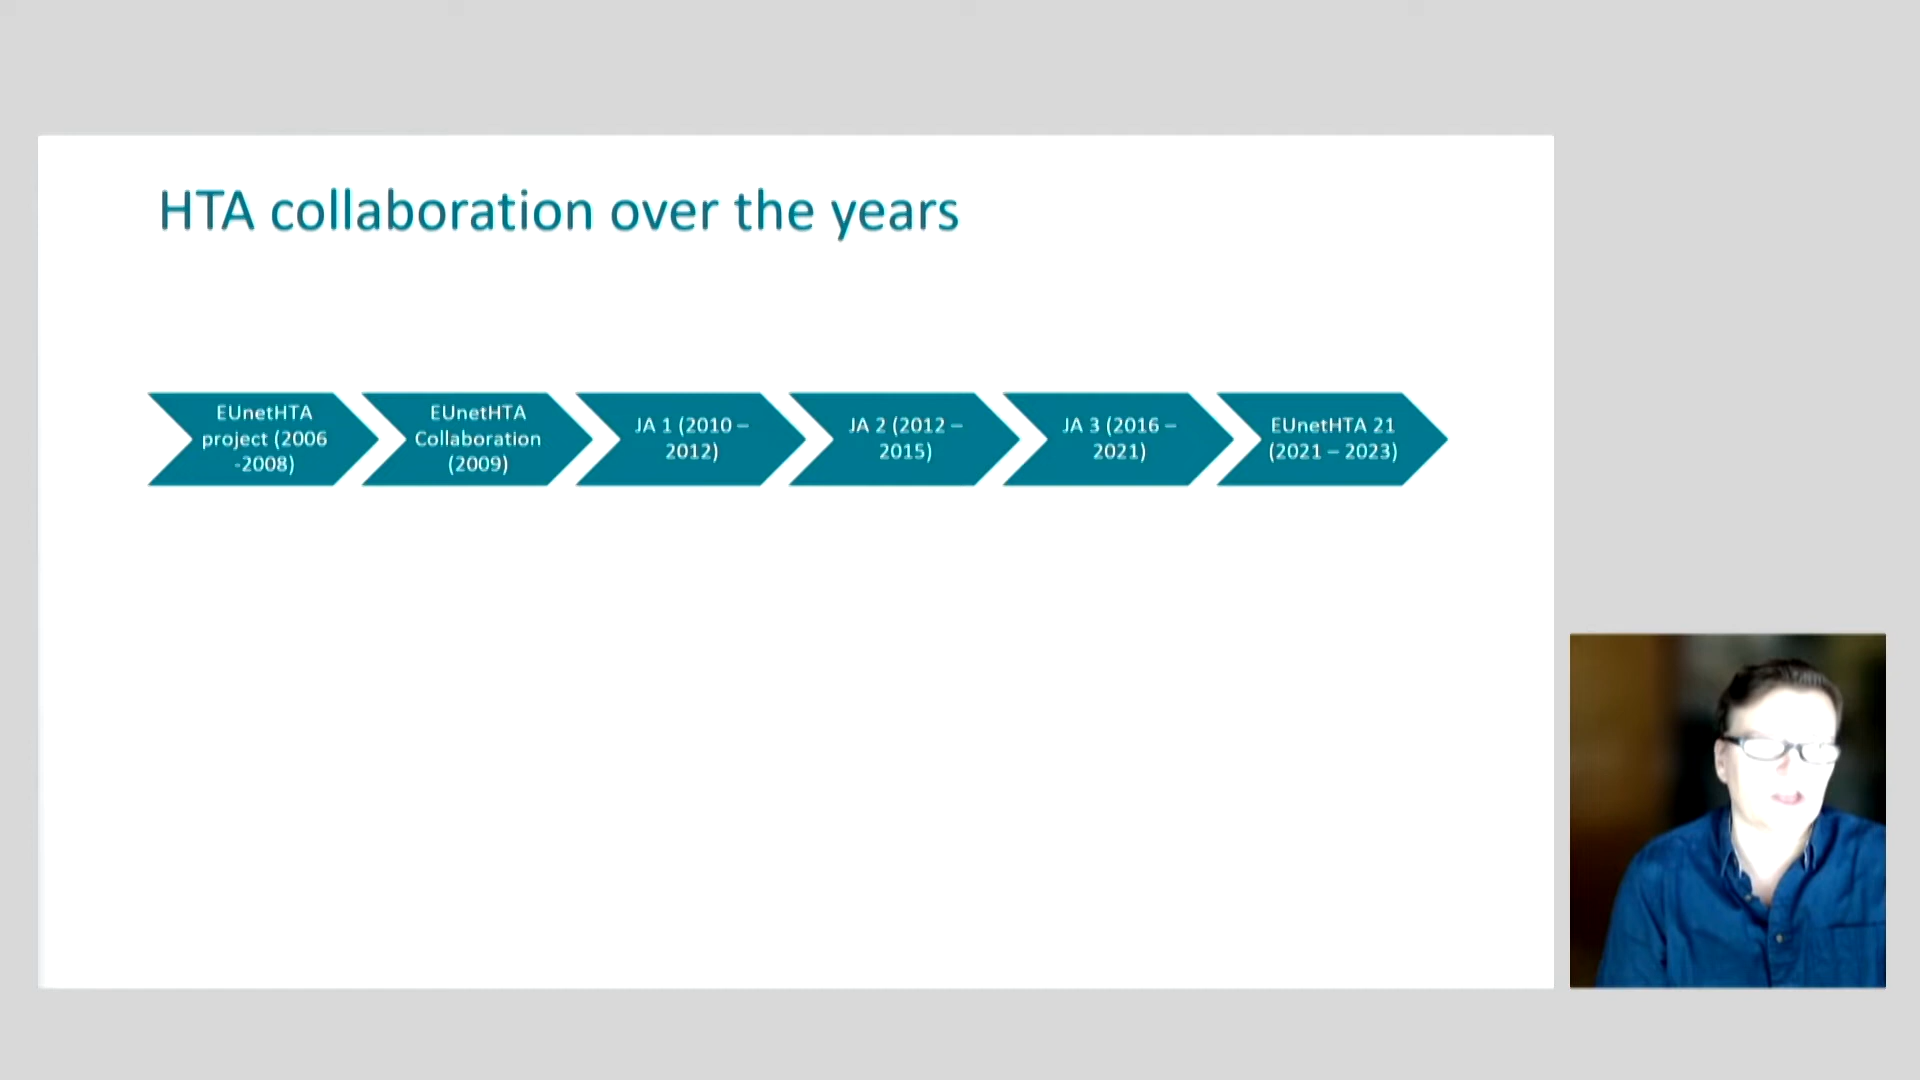 HTA collaboration over the years
EUnetHTA
project (2006
-2008)
EUnetHTA
Collaboration
(2009)
JA 1 (2010 –
2012)
JA 2 (2012 –
2015)
JA 3 (2016 –
2021)
EUnetHTA 21
(2021 – 2023)